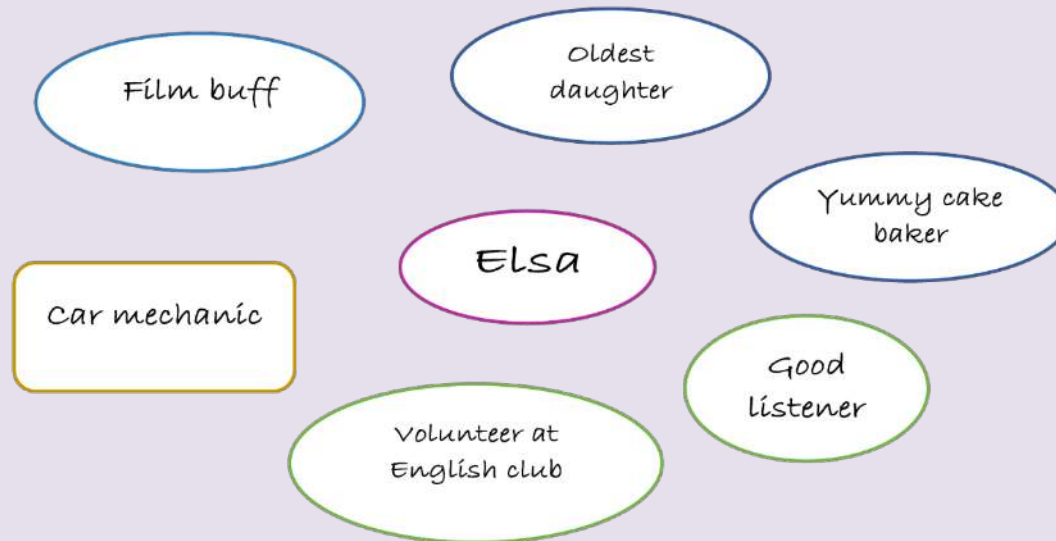 Film buff
Oldest
daughter
Yummy cake
baker
Elsa
Car mechanic
Good
listener
Volunteer at
English club